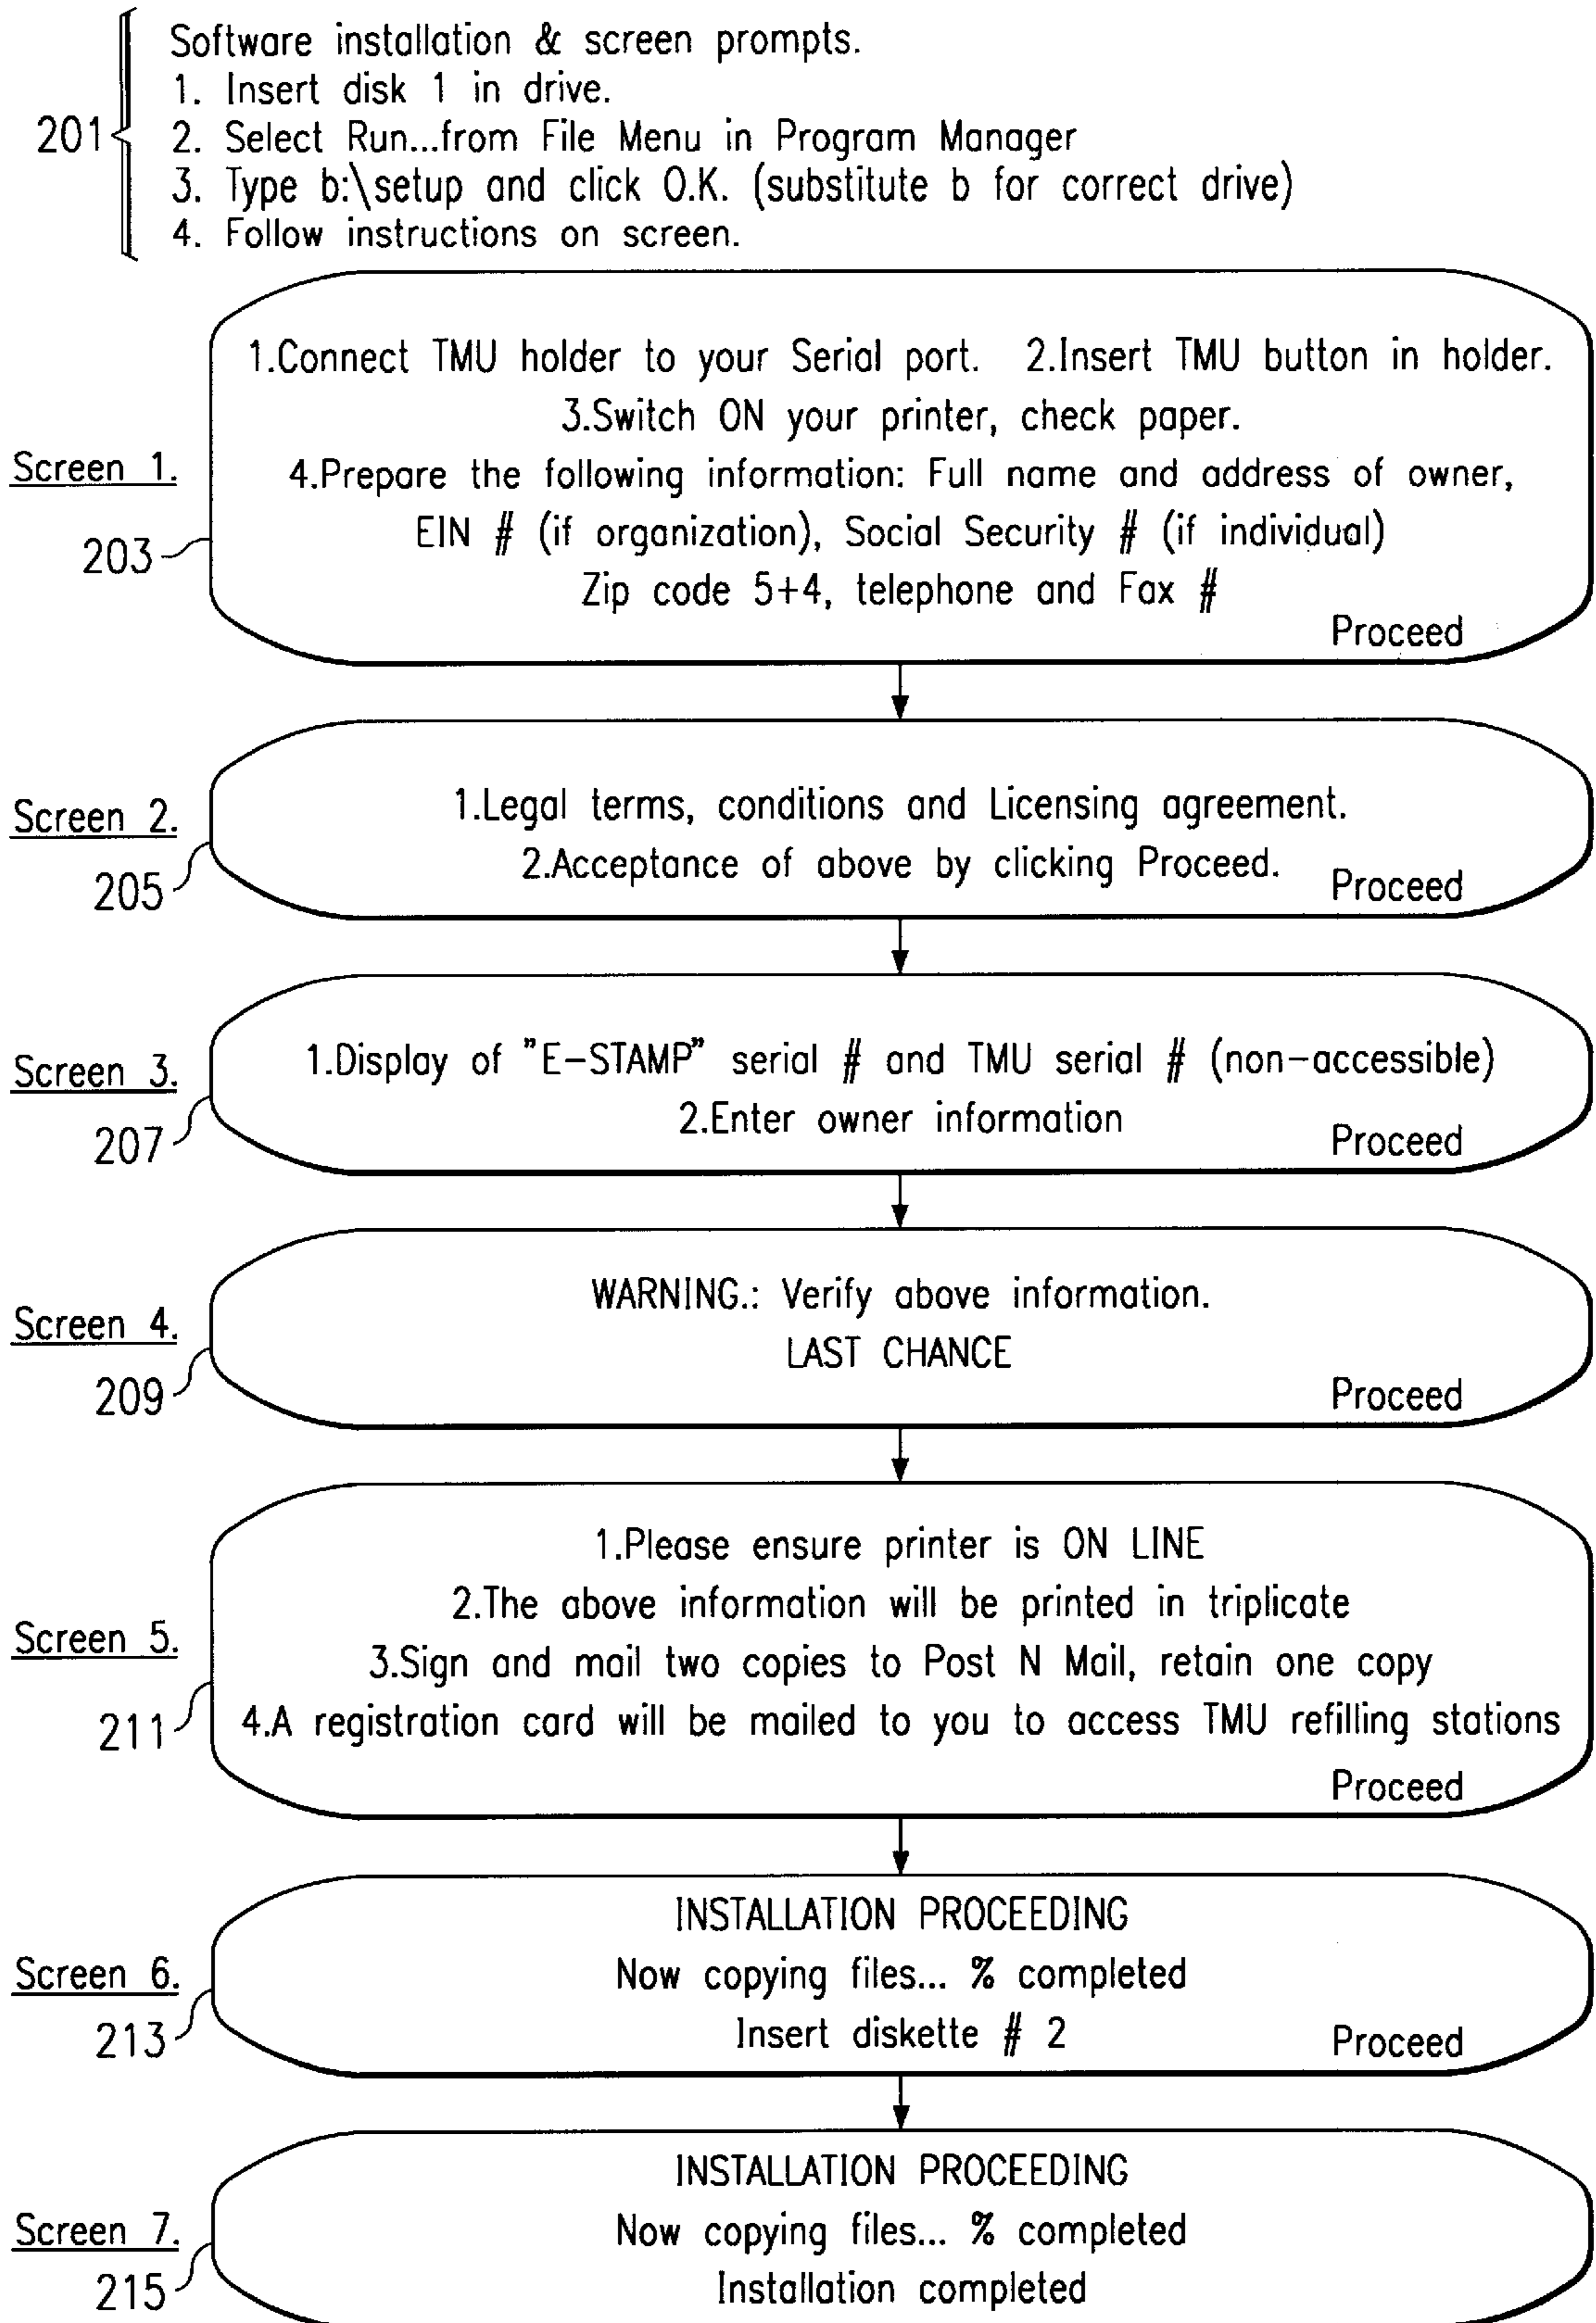 Software installation & screen prompts.
1. Insert disk 1 in drive.
201
2. Select Run...from File Menu in Program Manager
3. Type b:\setup and click O.K. (substitute b for correct drive)
4. Follow instructions on screen.
1.Connect TMU holder to your Serial port. 2.Insert TMU button in holder.
3.Switch ON your printer, check paper.
Screen 1.
4.Prepare the following information: Full name and address of owner,
EIN # (if organization), Social Security # (if individual)
203
Zip code 5+4, telephone and Fax #
Proceed
Screen 2.
1.Legal terms, conditions and Licensing agreement.
2.Acceptance of above by clicking Proceed.
Proceed
205
Screen 3.
1.Display of "E-STAMP" serial # and TMU serial # (non-accessible)
2.Enter owner information
Proceed
207
Screen 4.
WARNING.: Verify above information.
LAST CHANCE
Proceed
209
1.Please ensure printer is ON LINE
2.The above information will be printed in triplicate
Screen 5.
3.Sign and mail two copies to Post N Mail, retain one copy
211
4.A registration card will be mailed to you to access TMU refilling stations
Proceed
INSTALLATION PROCEEDING
Screen 6.
Now copying files... % completed
213
Insert diskette # 2
Proceed
INSTALLATION PROCEEDING
Screen 7.
Now copying files... % completed
215
Installation completed